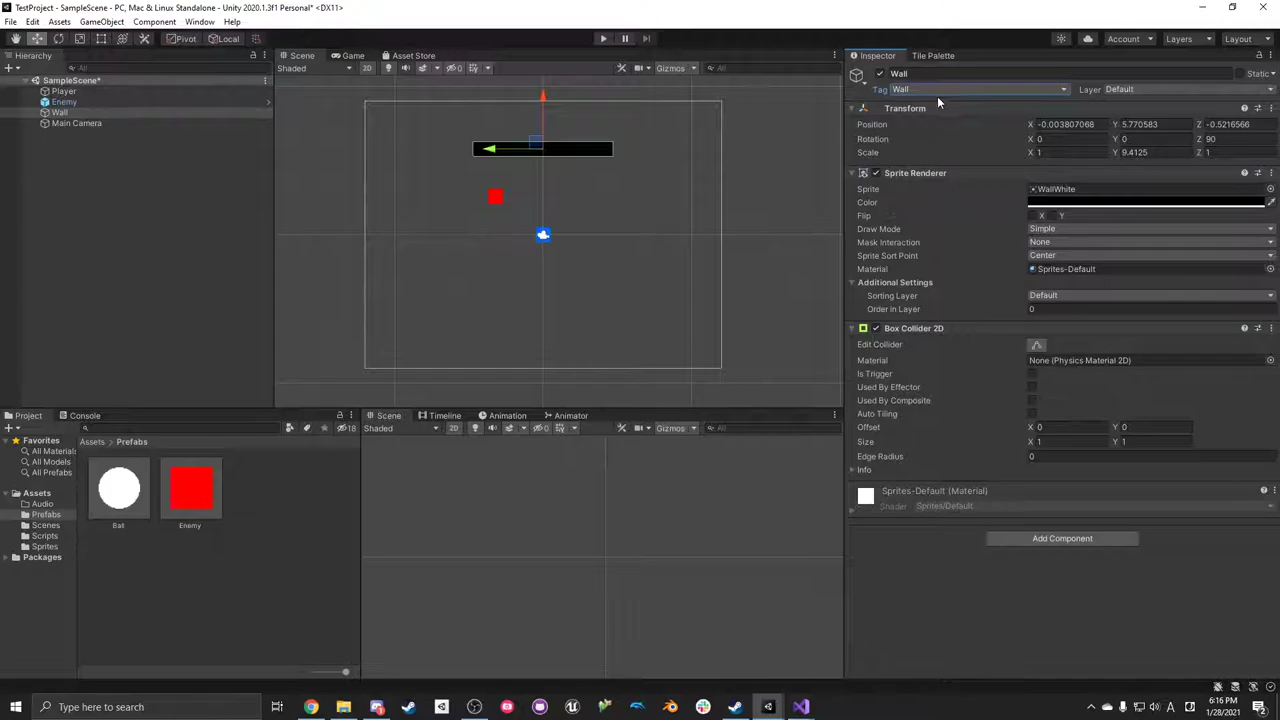 TestProject - SampleScene - PC, Mac & Linux Standalone - Unity 2020.1.3f1 Personal* <DX11>
File Edit Assets GameObject Component Window Help
Pivot Local Account Layers Layout
Hierarchy Scene Game Asset Store Inspector Tile Palette
All Shaded 2D 0 Gizmos All Wall Static
SampleScene*
Tag Wall Layer Default
Player
Enemy
Wall
Main Camera
Transform
Position X -0.003807068 Y 5.770583 Z -0.5216566
Rotation X 0 Y 0 Z 90
Scale X 1 Y 9.4125 Z 1
Sprite Renderer
Sprite WallWhite
Color
Flip X Y
Draw Mode Simple
Mask Interaction None
Sprite Sort Point Center
Material Sprites-Default
Additional Settings
Sorting Layer Default
Order in Layer 0
Box Collider 2D
Edit Collider
Material None (Physics Material 2D)
Is Trigger
Used By Effector
Used By Composite
Auto Tiling
Offset X 0 Y 0
Size X 1 Y 1
Edge Radius 0
Info
Sprites-Default (Material)
Shader Sprites/Default
Add Component
Project Console Scene Timeline Animation Animator
18 Shaded 2D 0 Gizmos All
Favorites
All Materials
All Models
All Prefabs
Assets
Audio
Prefabs
Scenes
Scripts
Sprites
Packages
Assets > Prefabs
Ball Enemy
Type here to search
6:16 PM
1/28/2021